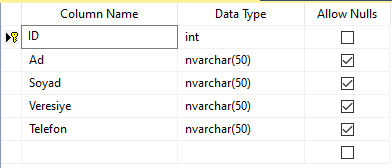 Column Name Data Type Allow Nulls
ID int
Ad nvarchar(50)
Soyad nvarchar(50)
Veresiye nvarchar(50)
Telefon nvarchar(50)